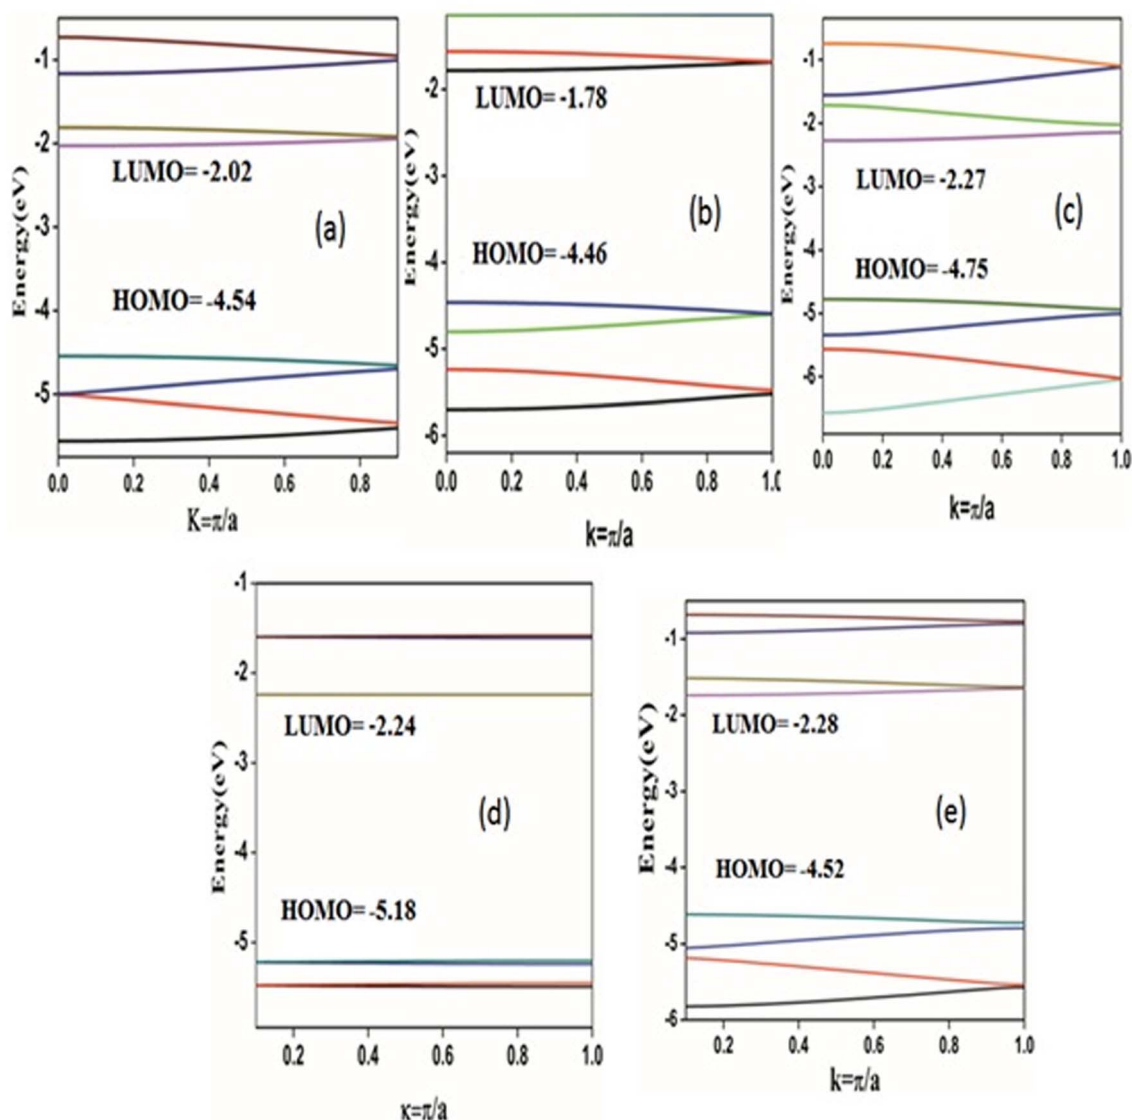 Energy(eV)
-1
-2
-3
-4
-5
LUMO= -2.02
(a)
HOMO= -4.54
0.0 0.2 0.4 0.6 0.8
K=π/a
Energy(eV)
-2
-3
-4
-5
-6
LUMO= -1.78
(b)
HOMO= -4.46
0.0 0.2 0.4 0.6 0.8 1.0
k=π/a
Energy(eV)
-1
-2
-3
-4
-5
-6
LUMO= -2.27
(c)
HOMO= -4.75
0.0 0.2 0.4 0.6 0.8 1.0
k=π/a
Energy(eV)
-1
-2
-3
-4
-5
LUMO= -2.24
(d)
HOMO= -5.18
0.2 0.4 0.6 0.8 1.0
κ=π/a
Energy(eV)
-1
-2
-3
-4
-5
-6
LUMO= -2.28
(e)
HOMO= -4.52
0.2 0.4 0.6 0.8 1.0
k=π/a